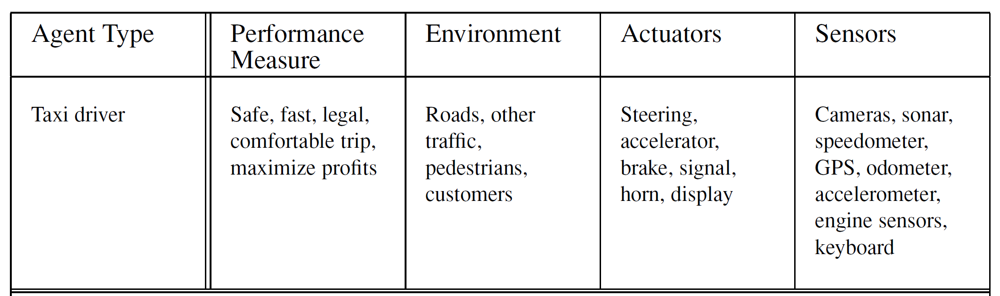 Agent Type
Performance
Measure
Environment
Actuators
Sensors
Taxi driver
Safe, fast, legal,
comfortable trip,
maximize profits
Roads, other
traffic,
pedestrians,
customers
Steering,
accelerator,
brake, signal,
horn, display
Cameras, sonar,
speedometer,
GPS, odometer,
accelerometer,
engine sensors,
keyboard